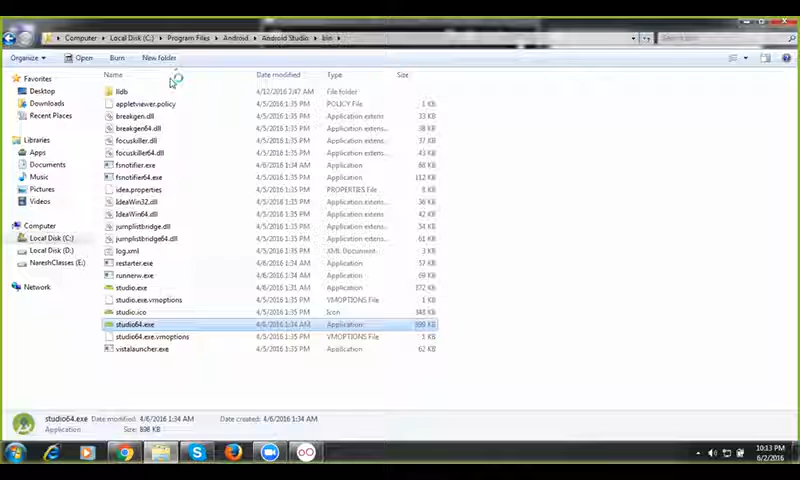 Computer ▸ Local Disk (C:) ▸ Program Files ▸ Android ▸ Android Studio ▸ bin ▸
Organize ▾ Open Burn New folder
Name Date modified Type Size
Favorites
Desktop
Downloads
Recent Places
Libraries
Apps
Documents
Music
Pictures
Videos
Computer
Local Disk (C:)
Local Disk (D:)
NareshClasses (E:)
Network
lldb 4/12/2016 2:47 AM File folder
appletviewer.policy 4/5/2016 1:35 PM POLICY File 1 KB
breakgen.dll 4/5/2016 1:35 PM Application extens... 33 KB
breakgen64.dll 4/5/2016 1:35 PM Application extens... 38 KB
focuskiller.dll 4/5/2016 1:35 PM Application extens... 37 KB
focuskiller64.dll 4/5/2016 1:35 PM Application extens... 43 KB
fsnotifier.exe 4/6/2016 1:34 AM Application 68 KB
fsnotifier64.exe 4/5/2016 1:35 PM Application 112 KB
idea.properties 4/5/2016 1:35 PM PROPERTIES File
IdeaWin32.dll 4/5/2016 1:35 PM Application extens... 36 KB
IdeaWin64.dll 4/5/2016 1:35 PM Application extens... 42 KB
jumplistbridge.dll 4/5/2016 1:35 PM Application extens... 54 KB
jumplistbridge64.dll 4/5/2016 1:35 PM Application extens... 61 KB
log.xml 4/5/2016 1:35 PM XML Document 3 KB
restarter.exe 4/6/2016 1:35 PM Application 57 KB
runnerw.exe 4/6/2016 1:35 PM Application 69 KB
studio.exe 4/6/2016 1:31 AM Application 872 KB
studio.exe.vmoptions 4/5/2016 1:35 PM VMOPTIONS File 1 KB
studio.ico 4/5/2016 1:35 PM Icon 348 KB
studio64.exe 4/6/2016 1:34 AM Application 899 KB
studio64.exe.vmoptions 4/5/2016 1:35 PM VMOPTIONS File 1 KB
vistalauncher.exe 4/5/2016 1:35 PM Application 62 KB
studio64.exe Date modified: 4/6/2016 1:34 AM Date created: 4/6/2016 1:34 AM
Application Size: 898 KB
10:13 PM
6/2/2016